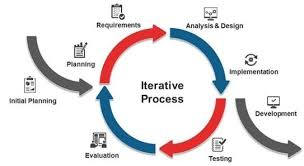 Requirements
Analysis & Design
Planning
Initial Planning
Iterative
Process
Implementation
Development
Evaluation
Testing